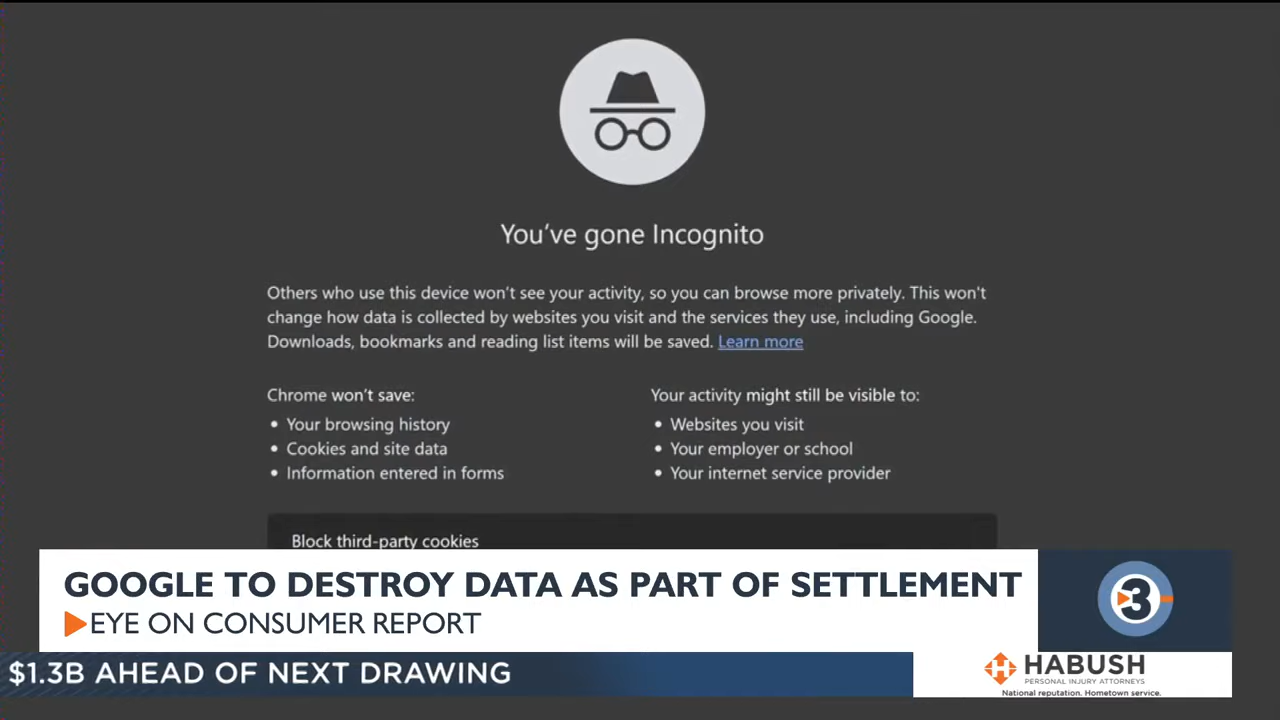 You've gone Incognito
Others who use this device won't see your activity, so you can browse more privately. This won't
change how data is collected by websites you visit and the services they use, including Google.
Downloads, bookmarks and reading list items will be saved. Learn more
Chrome won't save:
• Your browsing history
• Cookies and site data
• Information entered in forms
Your activity might still be visible to:
• Websites you visit
• Your employer or school
• Your internet service provider
Block third-party cookies
GOOGLE TO DESTROY DATA AS PART OF SETTLEMENT
EYE ON CONSUMER REPORT
3
$1.3B AHEAD OF NEXT DRAWING
HABUSH
PERSONAL INJURY ATTORNEYS
National reputation. Hometown service.